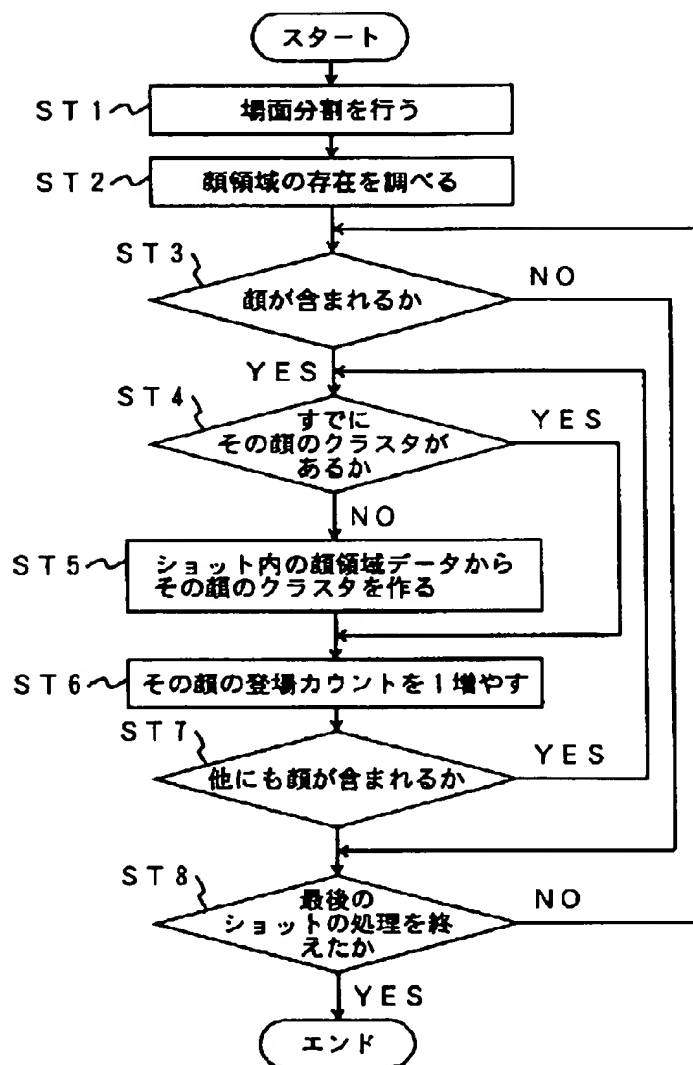 スタート
ST1
場面分割を行う
ST2
顔領域の存在を調べる
ST3
顔が含まれるか
NO
YES
ST4
すでに
その顔のクラスタが
あるか
YES
NO
ST5
ショット内の顔領域データから
その顔のクラスタを作る
ST6
その顔の登場カウントを1増やす
ST7
他にも顔が含まれるか
YES
ST8
最後の
ショットの処理を終
えたか
NO
YES
エンド